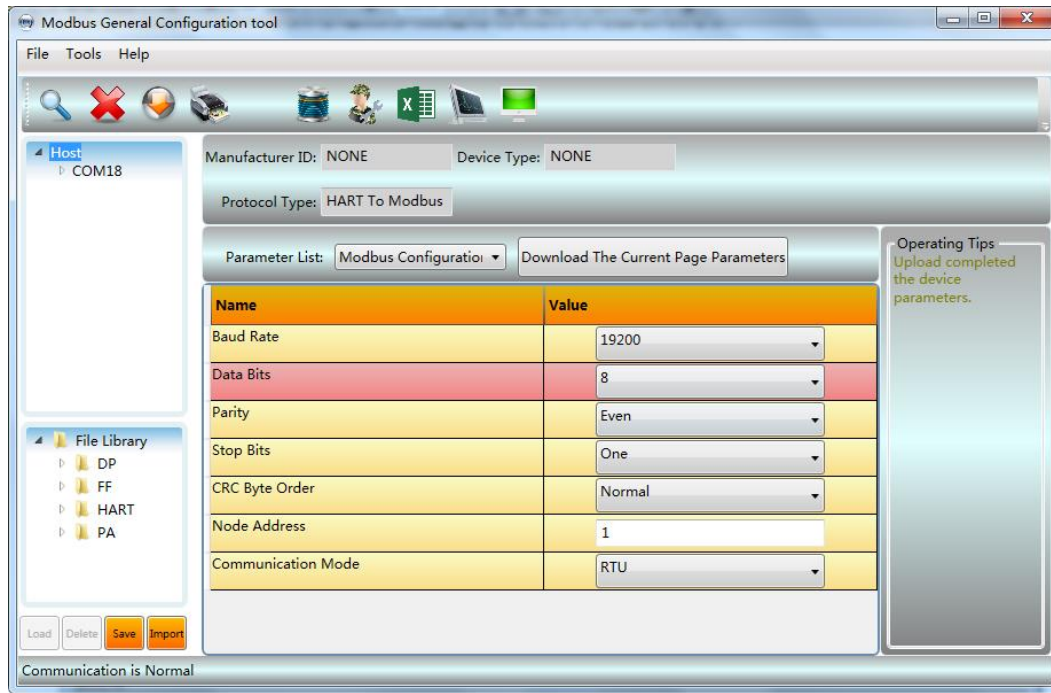 Modbus General Configuration tool
File Tools Help
Host
COM18
Manufacturer ID: NONE Device Type: NONE
Protocol Type: HART To Modbus
Parameter List: Modbus Configuration Download The Current Page Parameters
Name Value
Baud Rate 19200
Data Bits 8
Parity Even
Stop Bits One
CRC Byte Order Normal
Node Address 1
Communication Mode RTU
Operating Tips
Upload completed
the device
parameters.
File Library
DP
FF
HART
PA
Load Delete Save Import
Communication is Normal